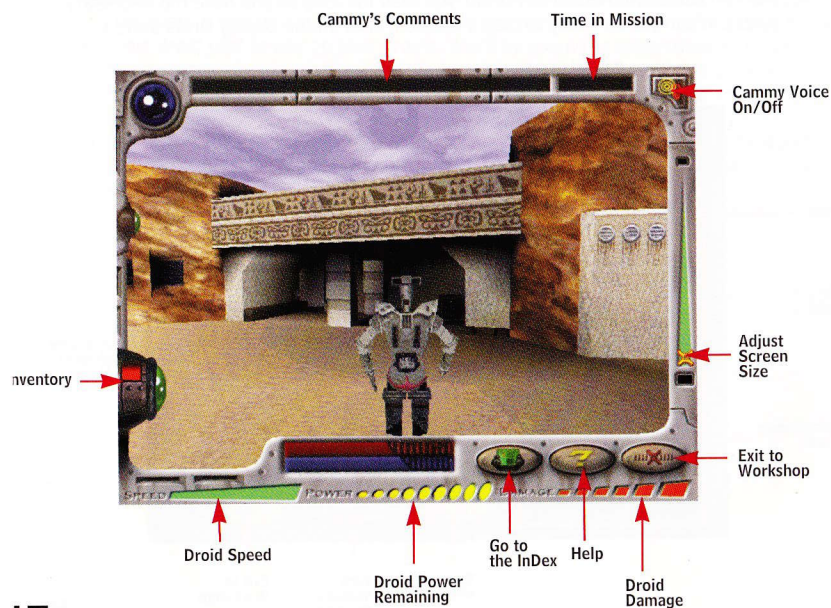 Cammy's Comments
Time in Mission
Cammy Voice
On/Off
nventory
Adjust
Screen
Size
Exit to
Workshop
SPEED
POWER
DAMAGE
Droid Speed
Droid Power
Remaining
Go to
the InDex
Help
Droid
Damage